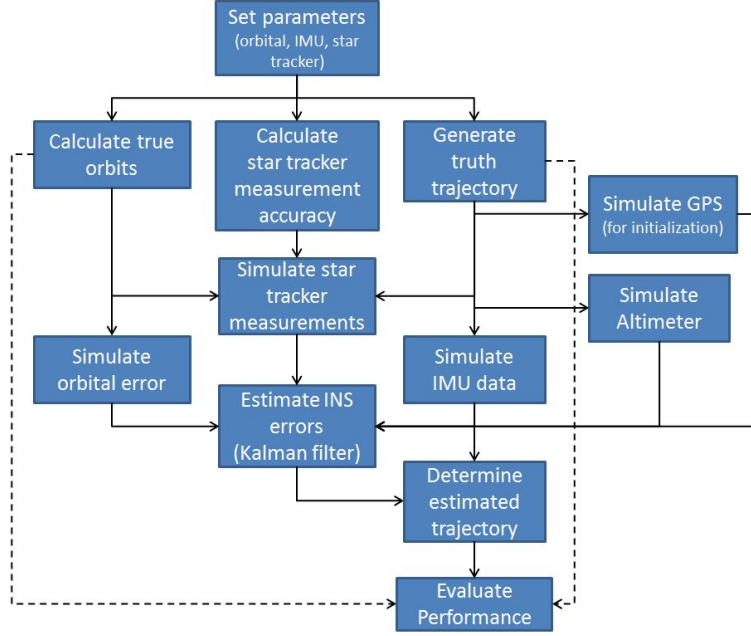 Set parameters
(orbital, IMU, star
tracker)
Calculate true
orbits
Calculate
star tracker
measurement
accuracy
Generate
truth
trajectory
Simulate GPS
(for initialization)
Simulate star
tracker
measurements
Simulate
Altimeter
Simulate
orbital error
Simulate
IMU data
Estimate INS
errors
(Kalman filter)
Determine
estimated
trajectory
Evaluate
Performance